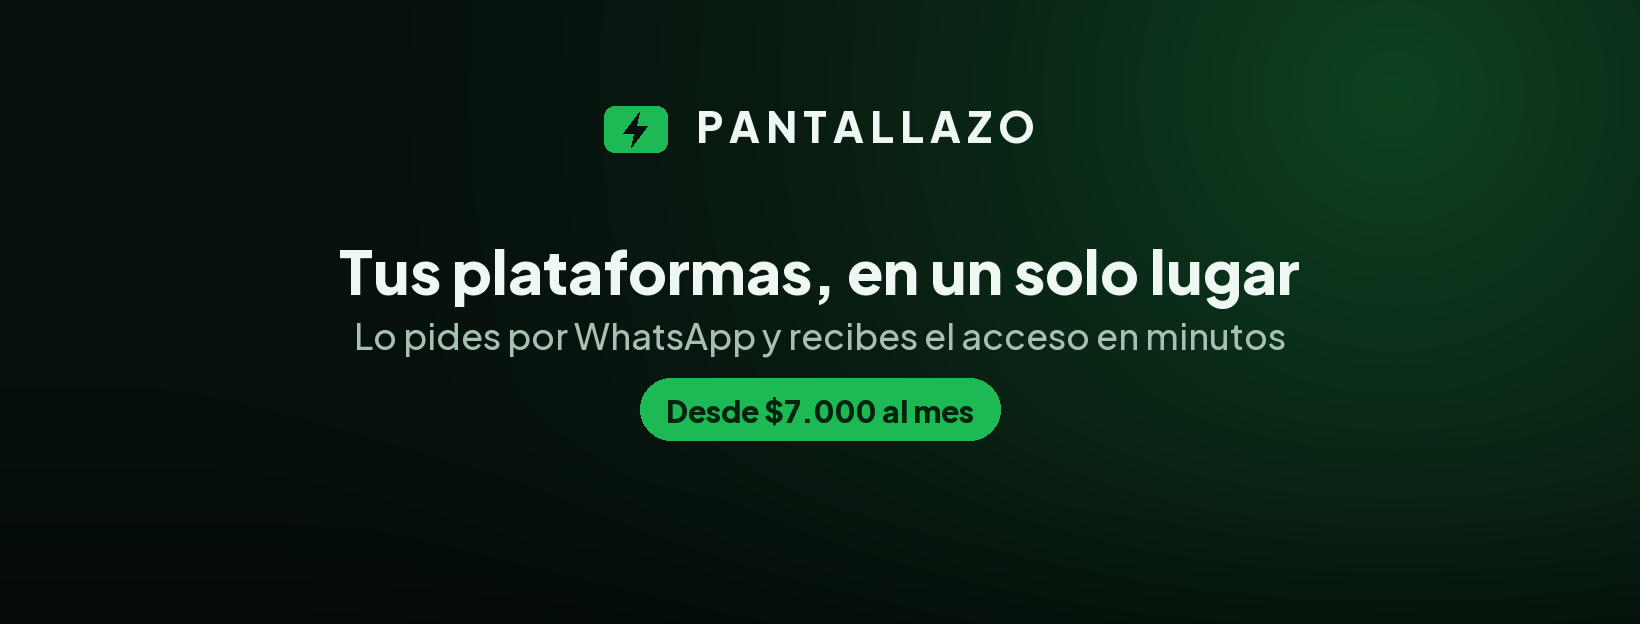 PANTALLAZO
Tus plataformas, en un solo lugar
Lo pides por WhatsApp y recibes el acceso en minutos
Desde $7.000 al mes